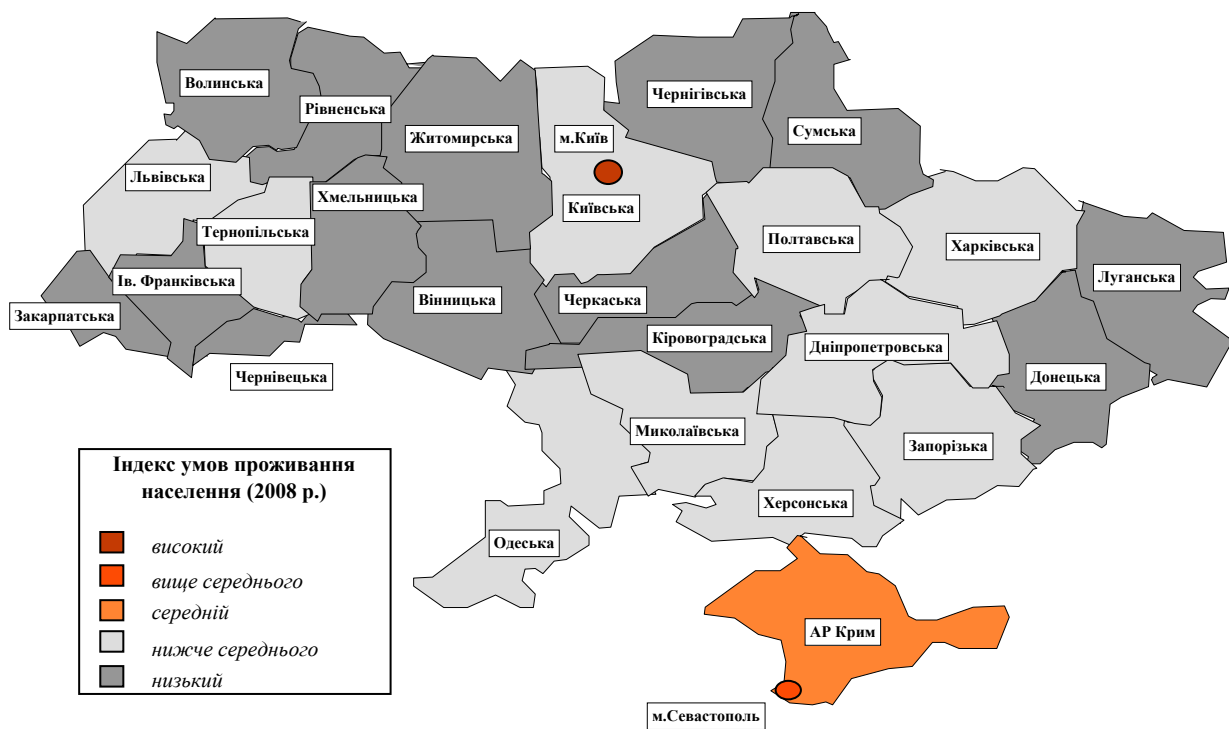 Волинська
Рівненська
Житомирська
Чернігівська
Сумська
м.Київ
Львівська
Хмельницька
Київська
Тернопільська
Полтавська
Харківська
Ів. Франківська
Луганська
Закарпатська
Вінницька
Черкаська
Кіровоградська
Дніпропетровська
Чернівецька
Донецька
Миколаївська
Запорізька
Херсонська
Одеська
АР Крим
м.Севастополь
Індекс умов проживання
населення (2008 р.)
високий
вище середнього
середній
нижче середнього
низький